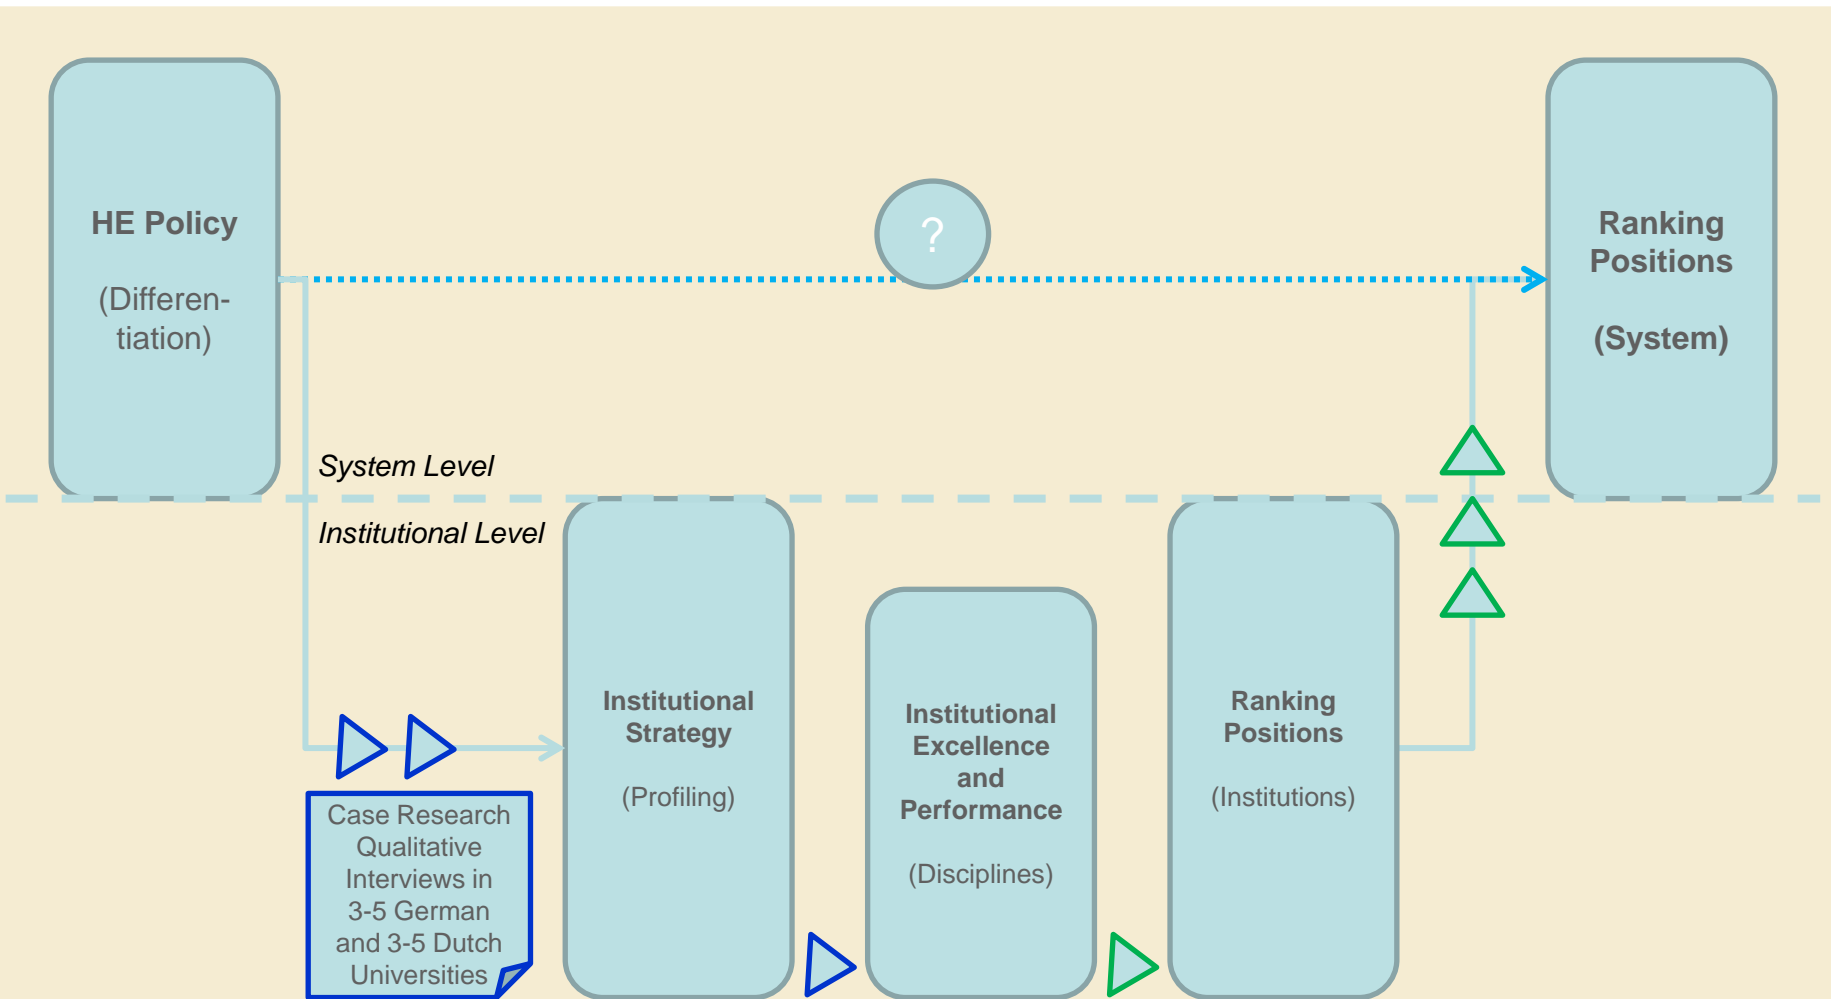 HE Policy
(Differen-
tiation)
?
Ranking
Positions
(System)
System Level
Institutional Level
Institutional
Strategy
(Profiling)
Institutional
Excellence
and
Performance
(Disciplines)
Ranking
Positions
(Institutions)
Case Research
Qualitative
Interviews in
3-5 German
and 3-5 Dutch
Universities